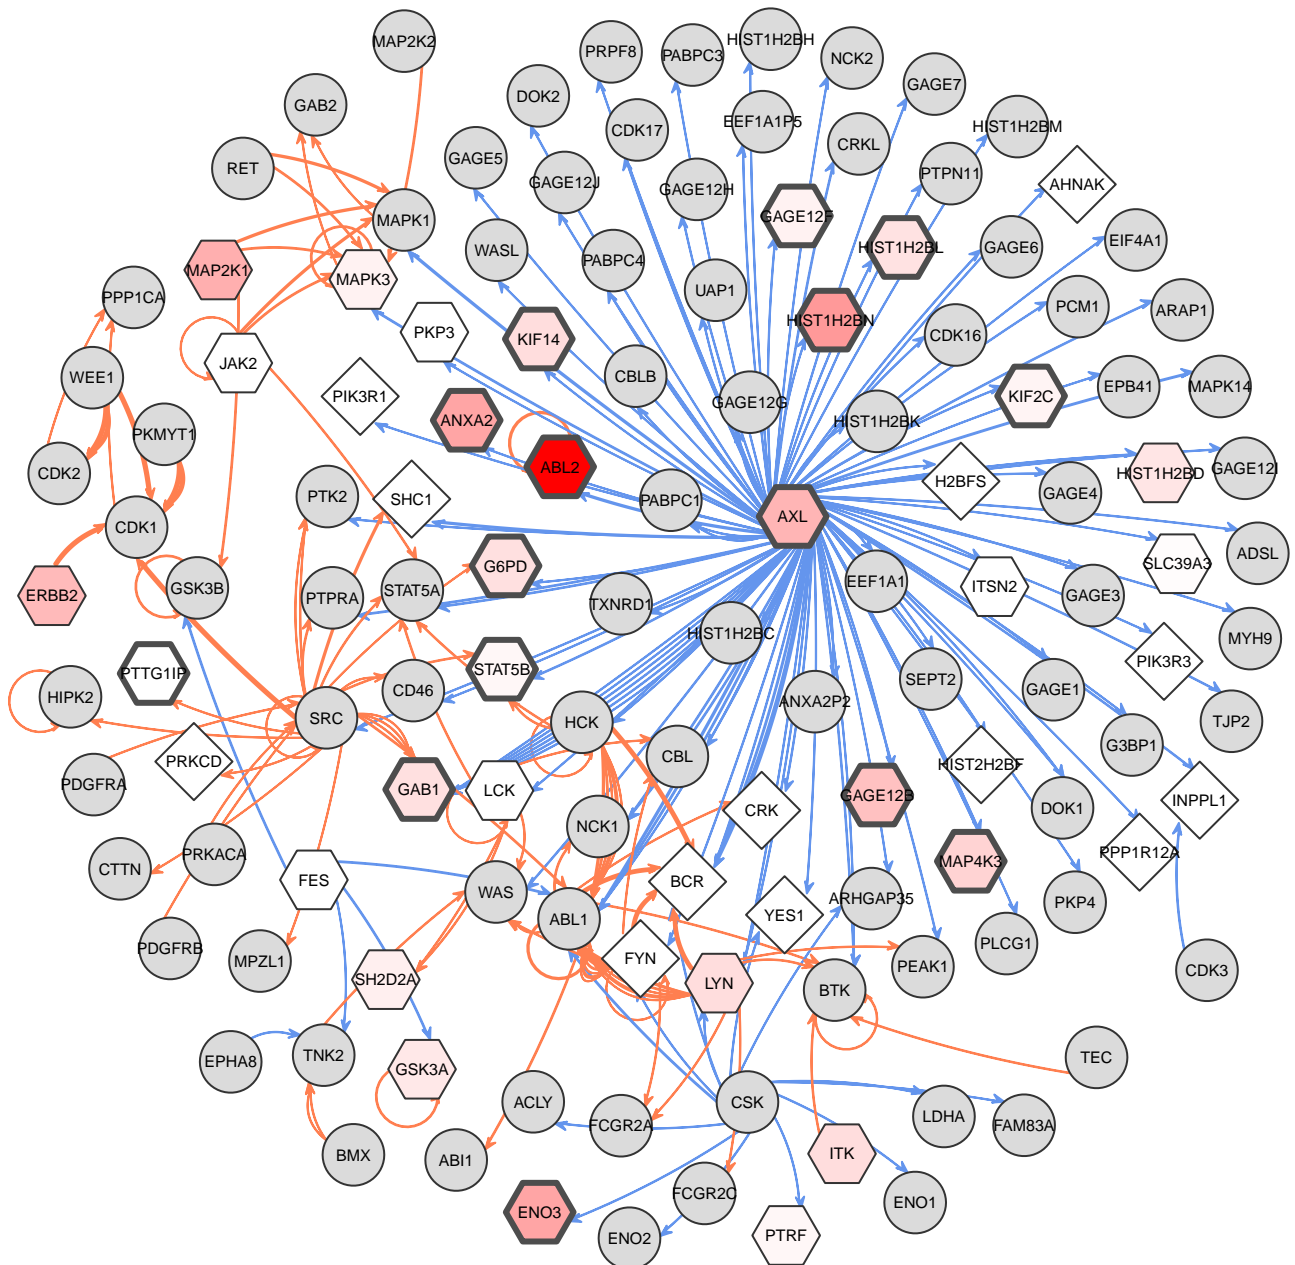 MAP2K2
PRPF8
PABPC3
HIST1H2BH
NCK2
GAGE7
DOK2
GAB2
CDK17
EEF1A1P5
CRKL
HIST1H2BM
RET
GAGE5
GAGE12J
GAGE12H
PTPN11
AHNAK
MAPK1
WASL
PABPC4
GAGE12F
HIST1H2BL
GAGE6
EIF4A1
MAP2K1
MAPK3
UAP1
PPP1CA
PKP3
KIF14
HIST1H2BN
CDK16
PCM1
ARAP1
JAK2
WEE1
PIK3R1
CBLB
GAGE12G
KIF2C
EPB41
MAPK14
PKMYT1
ANXA2
HIST1H2BK
CDK2
ABL2
H2BFS
HIST1H2BD
GAGE12I
CDK1
PTK2
SHC1
PABPC1
AXL
GAGE4
ADSL
ERBB2
GSK3B
PTPRA
STAT5A
G6PD
TXNRD1
EEF1A1
ITSN2
GAGE3
SLC39A3
HIST1H2BC
MYH9
PTTG1IP
STAT5B
SEPT2
PIK3R3
HIPK2
SRC
CD46
HCK
ANXA2P2
GAGE1
TJP2
PRKCD
CBL
G3BP1
PDGFRA
GAB1
LCK
HIST2H2BF
NCK1
CRK
GAGE12B
DOK1
INPPL1
CTTN
PRKACA
FES
WAS
ABL1
BCR
ARHGAP35
MAP4K3
PPP1R12A
PKP4
PDGFRB
MPZL1
SH2D2A
FYN
LYN
YES1
PEAK1
PLCG1
CDK3
BTK
EPHA8
TNK2
GSK3A
TEC
ACLY
FCGR2A
CSK
LDHA
FAM83A
BMX
ABI1
ITK
ENO3
FCGR2C
ENO1
ENO2
PTRF